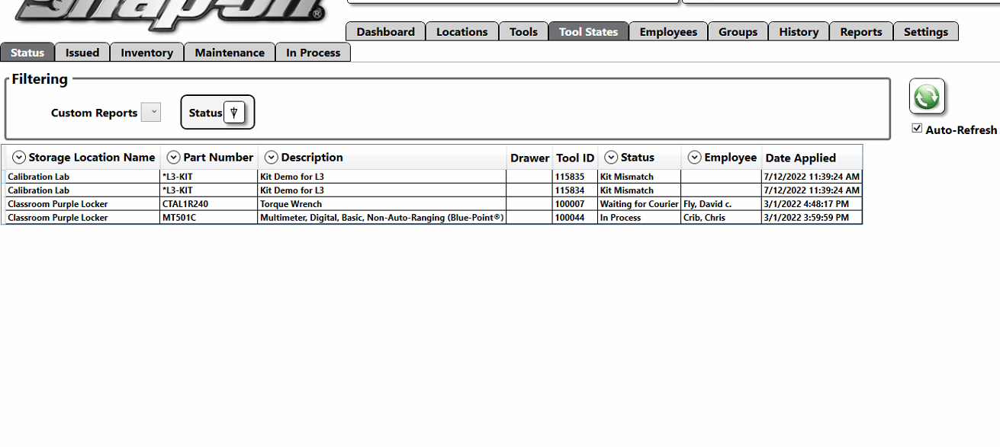 Snap-on®
Dashboard Locations Tools Tool States Employees Groups History Reports Settings
Status Issued Inventory Maintenance In Process
Filtering
Custom Reports Status
Auto-Refresh
Storage Location Name Part Number Description Drawer Tool ID Status Employee Date Applied
Calibration Lab *L3-KIT Kit Demo for L3 115835 Kit Mismatch 7/12/2022 11:39:24 AM
Calibration Lab *L3-KIT Kit Demo for L3 115834 Kit Mismatch 7/12/2022 11:39:24 AM
Classroom Purple Locker CTAL1R240 Torque Wrench 100007 Waiting for Courier Fly, David c. 3/1/2022 4:48:17 PM
Classroom Purple Locker MT501C Multimeter, Digital, Basic, Non-Auto-Ranging (Blue-Point®) 100044 In Process Crib, Chris 3/1/2022 3:59:59 PM